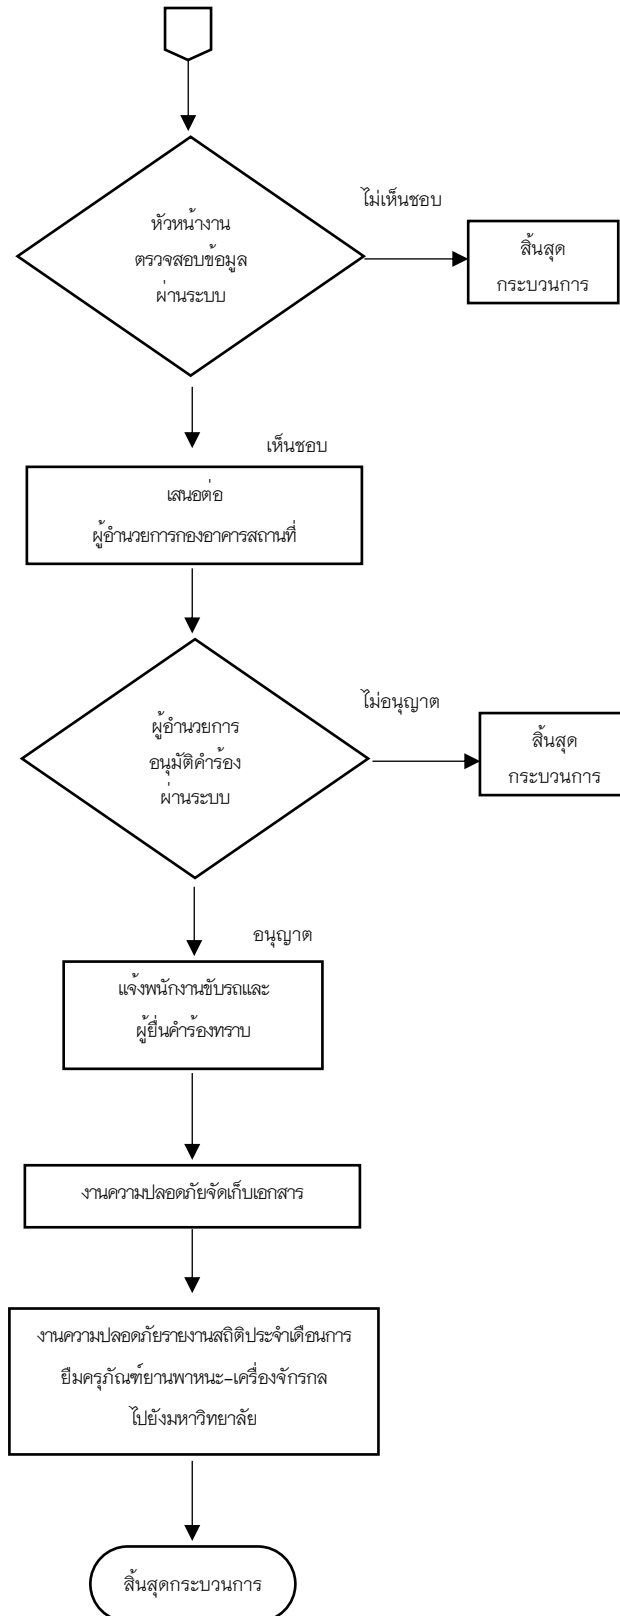 หัวหน้างาน
ตรวจสอบข้อมูล
ผ่านระบบ
ไม่เห็นชอบ
สิ้นสุด
กระบวนการ
เห็นชอบ
เสนอต่อ
ผู้อำนวยการกองอาคารสถานที่
ผู้อำนวยการ
อนุมัติคำร้อง
ผ่านระบบ
ไม่อนุญาต
สิ้นสุด
กระบวนการ
อนุญาต
แจ้งพนักงานขับรถและ
ผู้ยื่นคำร้องทราบ
งานความปลอดภัยจัดเก็บเอกสาร
งานความปลอดภัยรายงานสถิติประจำเดือนการ
ยืมครุภัณฑ์ยานพาหนะ-เครื่องจักรกล
ไปยังมหาวิทยาลัย
สิ้นสุดกระบวนการ